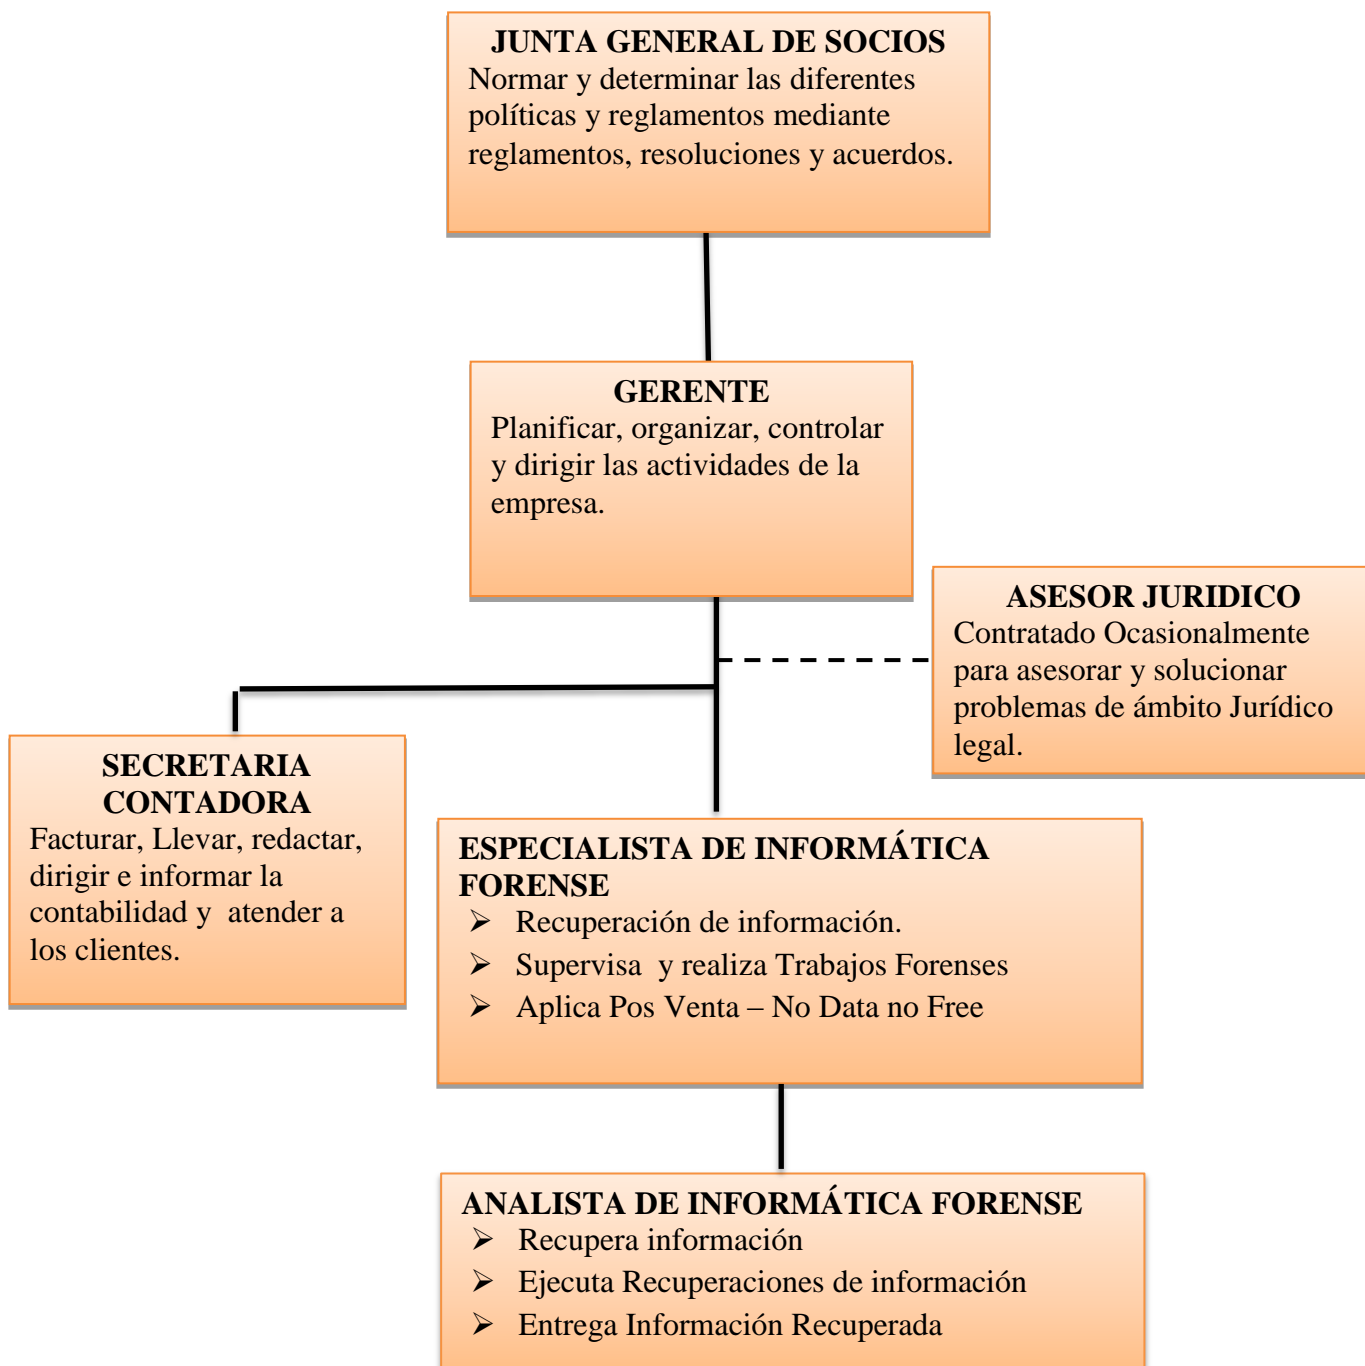 JUNTA GENERAL DE SOCIOS
Normar y determinar las diferentes
políticas y reglamentos mediante
reglamentos, resoluciones y acuerdos.
GERENTE
Planificar, organizar, controlar
y dirigir las actividades de la
empresa.
ASESOR JURIDICO
Contratado Ocasionalmente
para asesorar y solucionar
problemas de ámbito Jurídico
legal.
SECRETARIA
CONTADORA
Facturar, Llevar, redactar,
dirigir e informar la
contabilidad y  atender a
los clientes.
ESPECIALISTA DE INFORMÁTICA
FORENSE
➢ Recuperación de información.
➢ Supervisa  y realiza Trabajos Forenses
➢ Aplica Pos Venta – No Data no Free
ANALISTA DE INFORMÁTICA FORENSE
➢ Recupera información
➢ Ejecuta Recuperaciones de información
➢ Entrega Información Recuperada